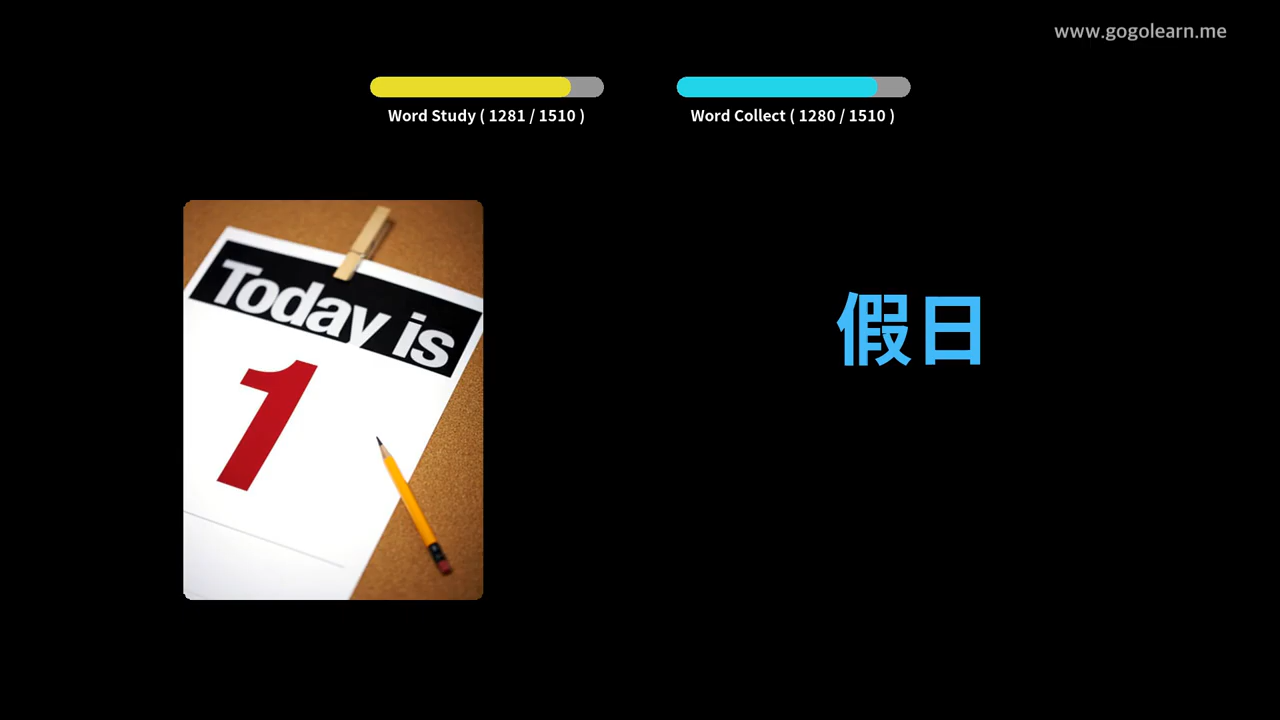 www.gogolearn.me
Word Study ( 1281 / 1510 )
Word Collect ( 1280 / 1510 )
Today is
1
假日